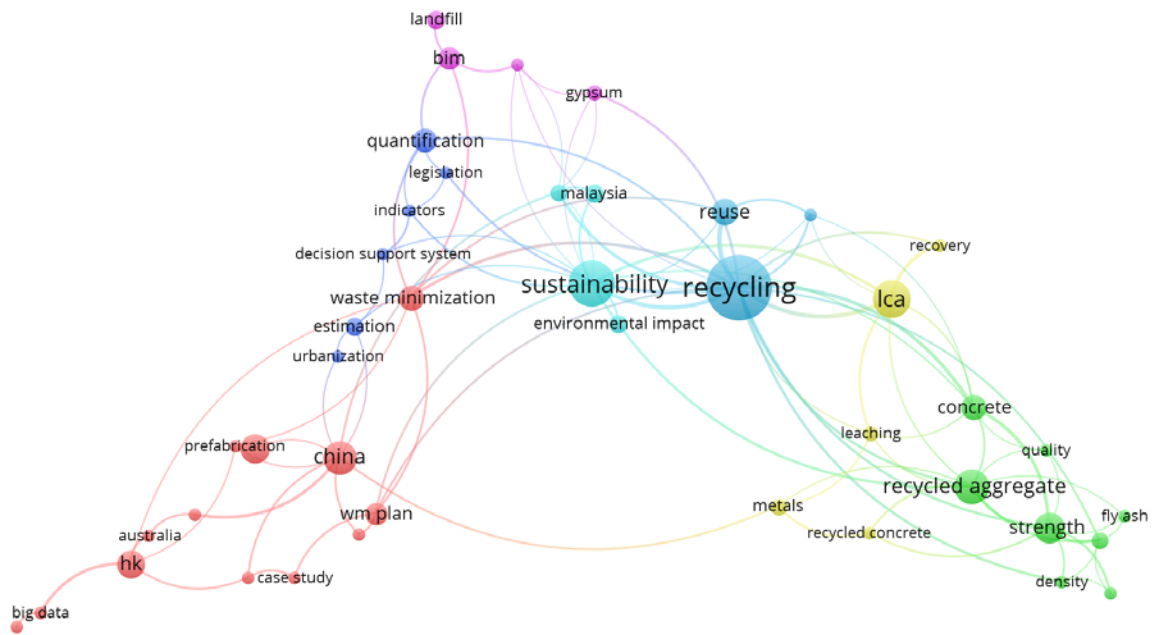 landfill
bim
gypsum
quantification
legislation
malaysia
indicators
reuse
decision support system
recovery
sustainability
recycling
waste minimization
lca
estimation
environmental impact
urbanization
concrete
leaching
prefabrication
quality
china
recycled aggregate
metals
wm plan
fly ash
strength
australia
recycled concrete
hk
case study
density
big data